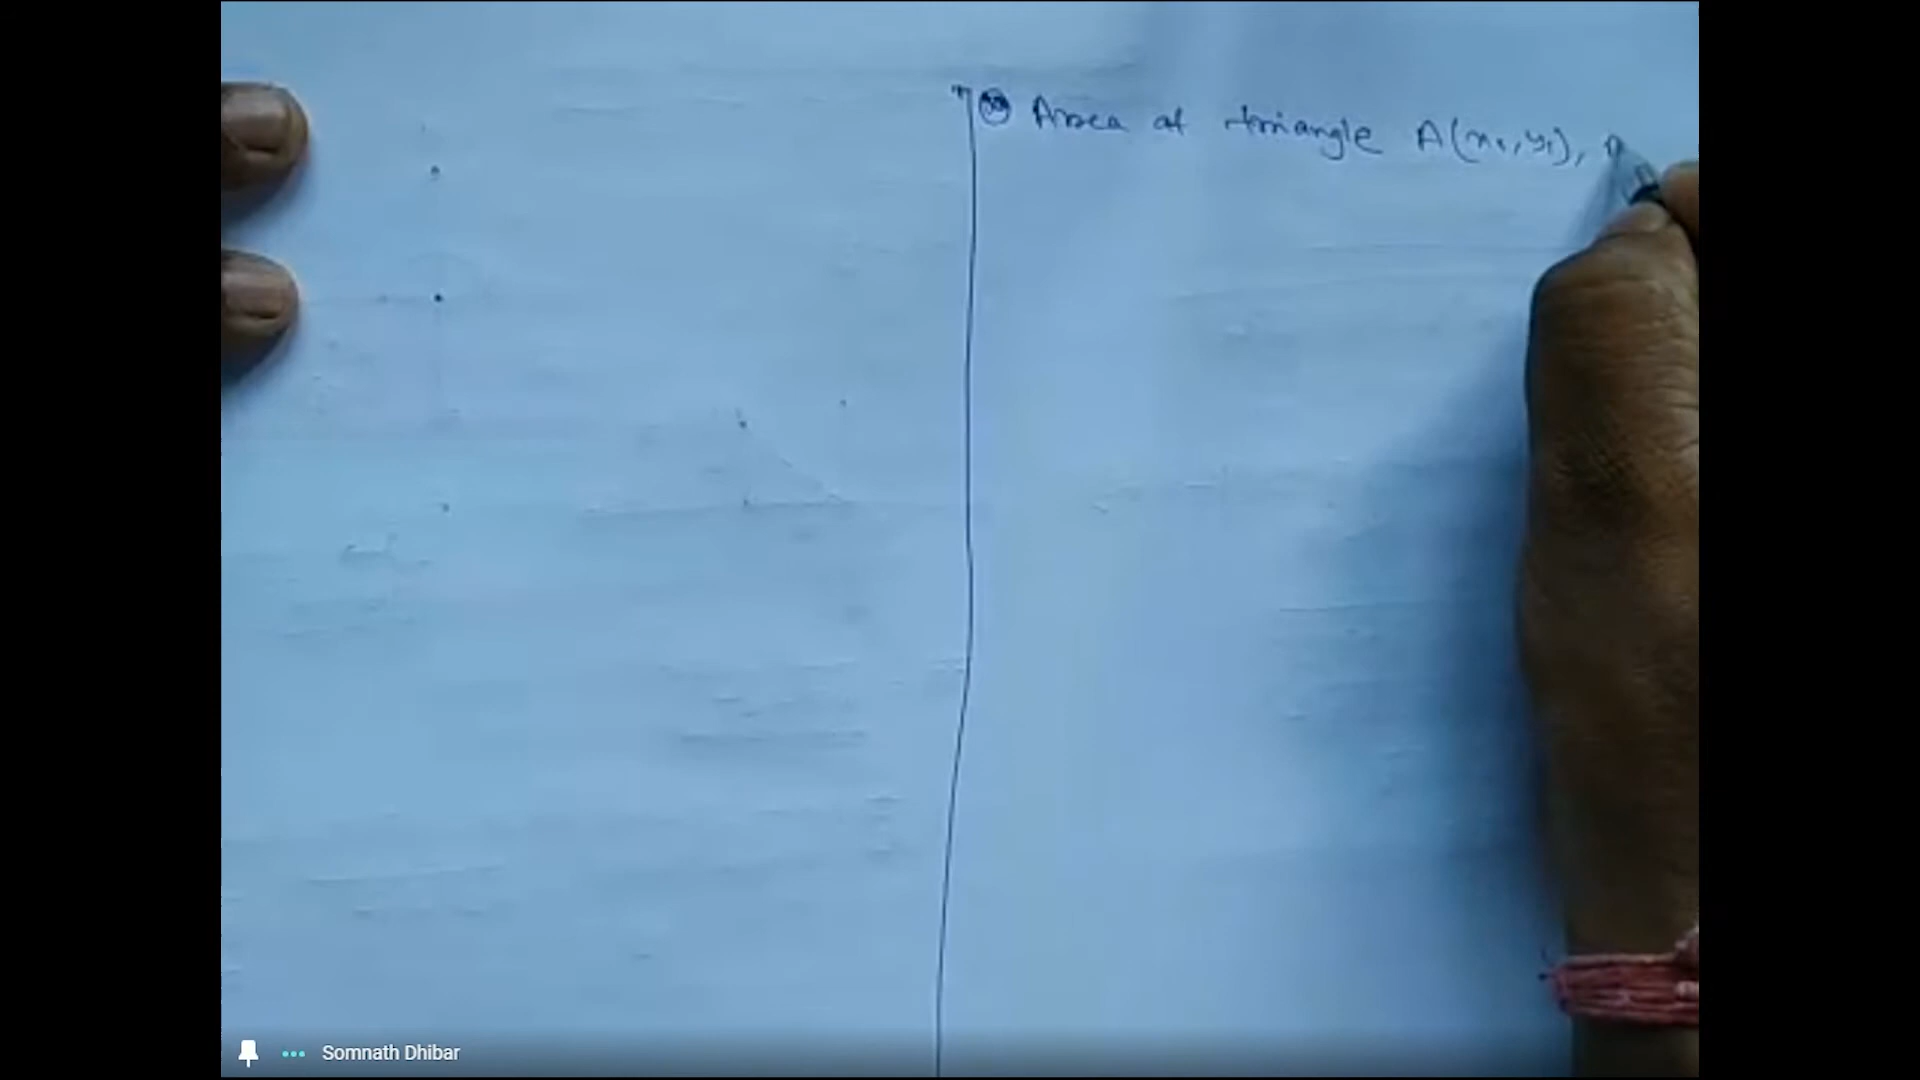 Area of triangle A(x₁, y₁),
Somnath Dhibar